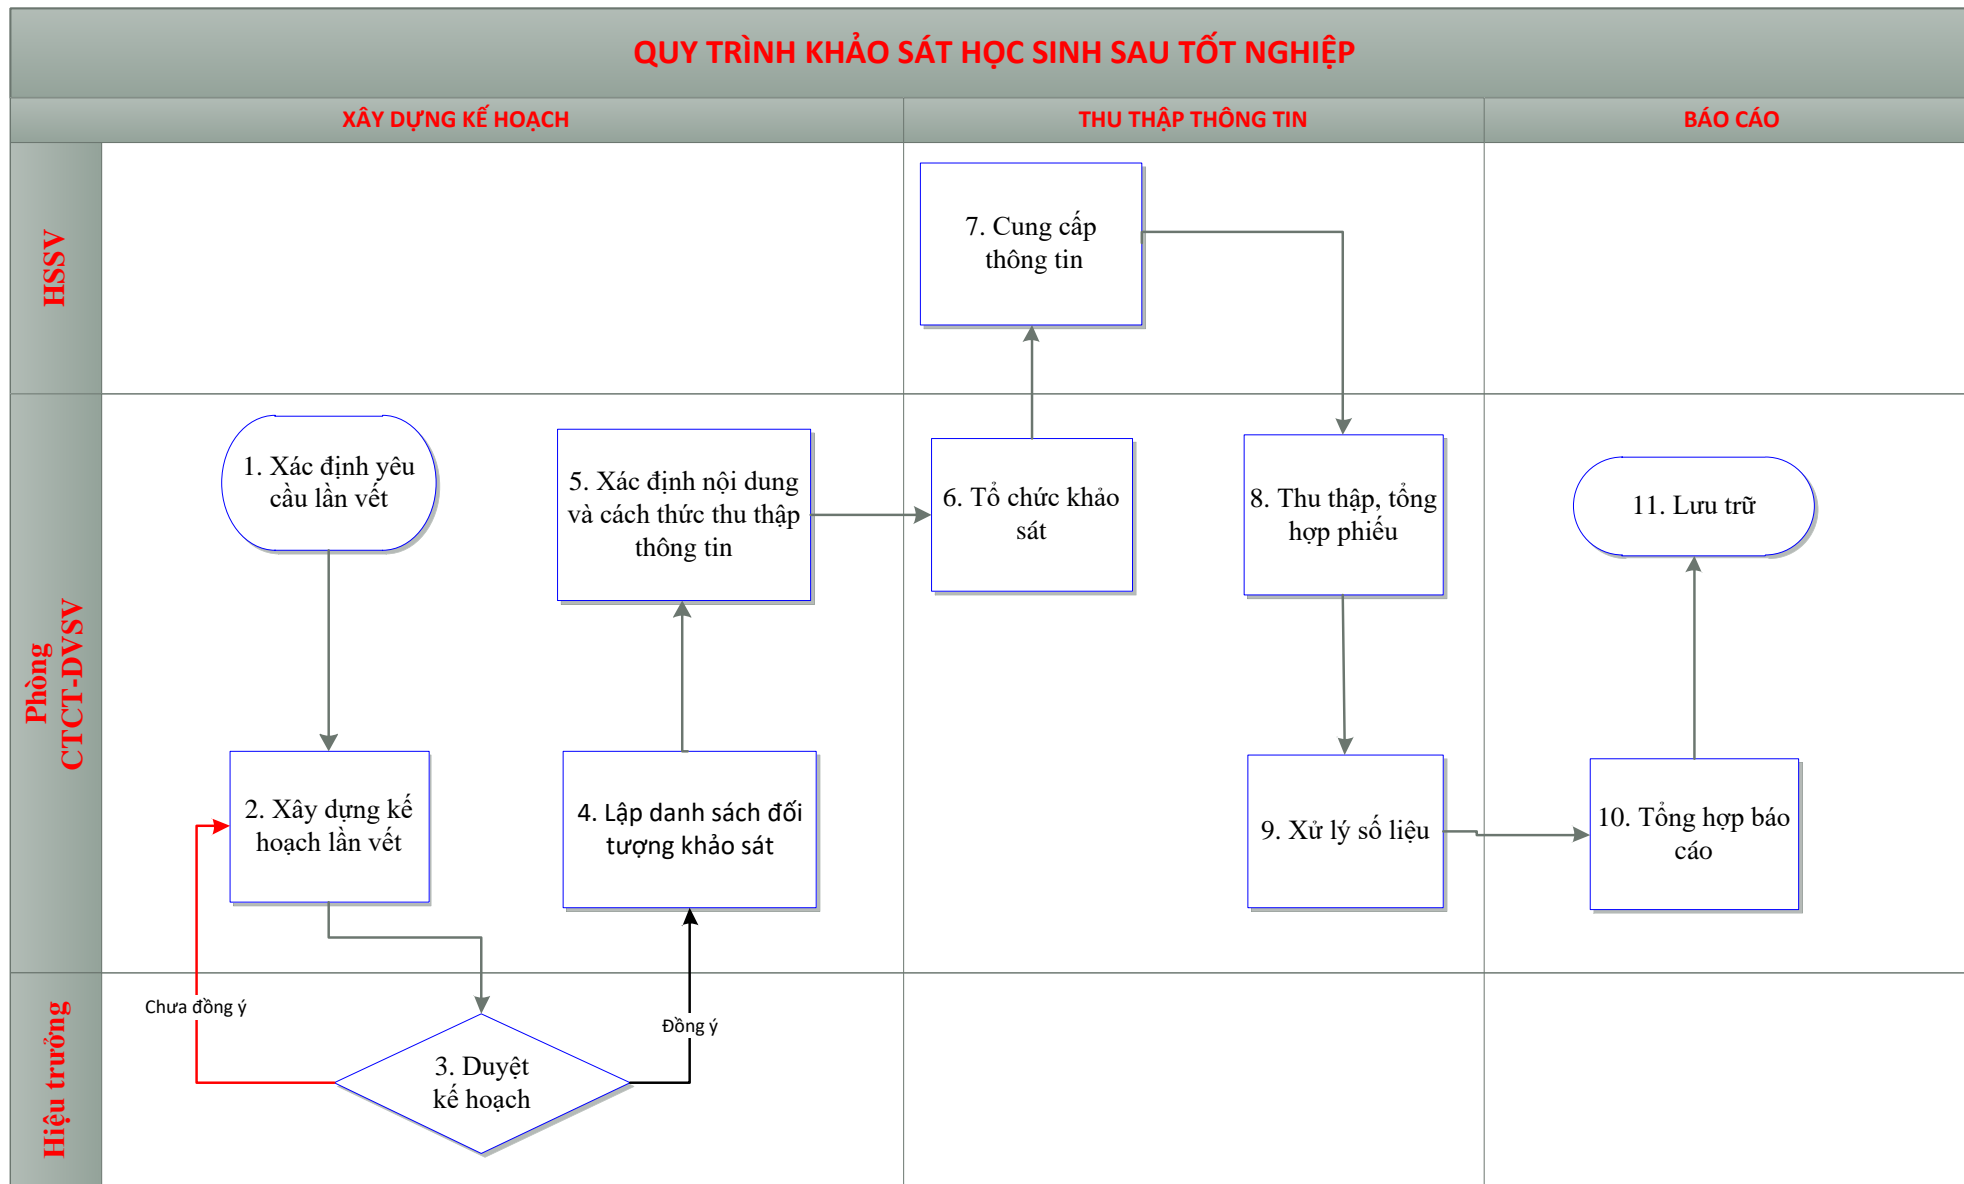 QUY TRÌNH KHẢO SÁT HỌC SINH SAU TỐT NGHIỆP
XÂY DỰNG KẾ HOẠCH
THU THẬP THÔNG TIN
BÁO CÁO
HSSV
7. Cung cấp
thông tin
Phòng
CTCT-DVSV
1. Xác định yêu
cầu lần vết
5. Xác định nội dung
và cách thức thu thập
thông tin
6. Tổ chức khảo
sát
8. Thu thập, tổng
hợp phiếu
11. Lưu trữ
2. Xây dựng kế
hoạch lần vết
4. Lập danh sách đối
tượng khảo sát
9. Xử lý số liệu
10. Tổng hợp báo
cáo
Hiệu trưởng
Chưa đồng ý
Đồng ý
3. Duyệt
kế hoạch